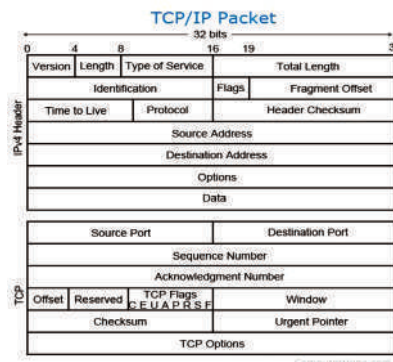 TCP/IP Packet
32 bits
0 4 8 16 19 3
Version Length Type of Service Total Length
Identification Flags Fragment Offset
Time to Live Protocol Header Checksum
Source Address
Destination Address
Options
Data
IPv4 Header
Source Port Destination Port
Sequence Number
Acknowledgment Number
Offset Reserved TCP Flags Window
C E U A P R S F
Checksum Urgent Pointer
TCP Options
TCP